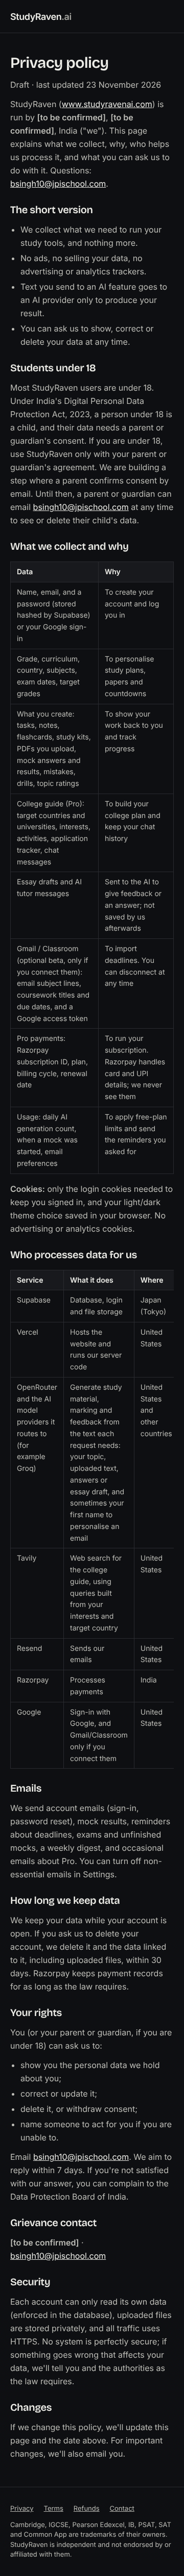 StudyRaven.ai
Privacy policy
Draft · last updated 23 November 2026
StudyRaven (www.studyravenai.com) is
run by [to be confirmed], [to be
confirmed], India ("we"). This page
explains what we collect, why, who helps
us process it, and what you can ask us to
do with it. Questions:
bsingh10@jpischool.com.
The short version
• We collect what we need to run your
study tools, and nothing more.
• No ads, no selling your data, no
advertising or analytics trackers.
• Text you send to an AI feature goes to
an AI provider only to produce your
result.
• You can ask us to show, correct or
delete your data at any time.
Students under 18
Most StudyRaven users are under 18.
Under India's Digital Personal Data
Protection Act, 2023, a person under 18 is
a child, and their data needs a parent or
guardian's consent. If you are under 18,
use StudyRaven only with your parent or
guardian's agreement. We are building a
step where a parent confirms consent by
email. Until then, a parent or guardian can
email bsingh10@jpischool.com at any time
to see or delete their child's data.
What we collect and why
Data Why
Name, email, and a
password (stored
hashed by Supabase)
or your Google sign-
in
To create your
account and log
you in
Grade, curriculum,
country, subjects,
exam dates, target
grades
To personalise
study plans,
papers and
countdowns
What you create:
tasks, notes,
flashcards, study kits,
PDFs you upload,
mock answers and
results, mistakes,
drills, topic ratings
To show your
work back to you
and track
progress
College guide (Pro):
target countries and
universities, interests,
activities, application
tracker, chat
messages
To build your
college plan and
keep your chat
history
Essay drafts and AI
tutor messages
Sent to the AI to
give feedback or
an answer; not
saved by us
afterwards
Gmail / Classroom
(optional beta, only if
you connect them):
email subject lines,
coursework titles and
due dates, and a
Google access token
To import
deadlines. You
can disconnect at
any time
Pro payments:
Razorpay
subscription ID, plan,
billing cycle, renewal
date
To run your
subscription.
Razorpay handles
card and UPI
details; we never
see them
Usage: daily AI
generation count,
when a mock was
started, email
preferences
To apply free-plan
limits and send
the reminders you
asked for
Cookies: only the login cookies needed to
keep you signed in, and your light/dark
theme choice saved in your browser. No
advertising or analytics cookies.
Who processes data for us
Service What it does Where
Supabase
Database, login
and file storage
Japan
(Tokyo)
Vercel
Hosts the
website and
runs our server
code
United
States
OpenRouter
and the AI
model
providers it
routes to
(for
example
Groq)
Generate study
material,
marking and
feedback from
the text each
request needs:
your topic,
uploaded text,
answers or
essay draft, and
sometimes your
first name to
personalise an
email
United
States
and
other
countries
Tavily
Web search for
the college
guide, using
queries built
from your
interests and
target country
United
States
Resend
Sends our
emails
United
States
Razorpay
Processes
payments
India
Google
Sign-in with
Google, and
Gmail/Classroom
only if you
connect them
United
States
Emails
We send account emails (sign-in,
password reset), mock results, reminders
about deadlines, exams and unfinished
mocks, a weekly digest, and occasional
emails about Pro. You can turn off non-
essential emails in Settings.
How long we keep data
We keep your data while your account is
open. If you ask us to delete your
account, we delete it and the data linked
to it, including uploaded files, within 30
days. Razorpay keeps payment records
for as long as the law requires.
Your rights
You (or your parent or guardian, if you are
under 18) can ask us to:
• show you the personal data we hold
about you;
• correct or update it;
• delete it, or withdraw consent;
• name someone to act for you if you are
unable to.
Email bsingh10@jpischool.com. We aim to
reply within 7 days. If you're not satisfied
with our answer, you can complain to the
Data Protection Board of India.
Grievance contact
[to be confirmed] ·
bsingh10@jpischool.com
Security
Each account can only read its own data
(enforced in the database), uploaded files
are stored privately, and all traffic uses
HTTPS. No system is perfectly secure; if
something goes wrong that affects your
data, we'll tell you and the authorities as
the law requires.
Changes
If we change this policy, we'll update this
page and the date above. For important
changes, we'll also email you.
Privacy Terms Refunds Contact
Cambridge, IGCSE, Pearson Edexcel, IB, PSAT, SAT
and Common App are trademarks of their owners.
StudyRaven is independent and not endorsed by or
affiliated with them.